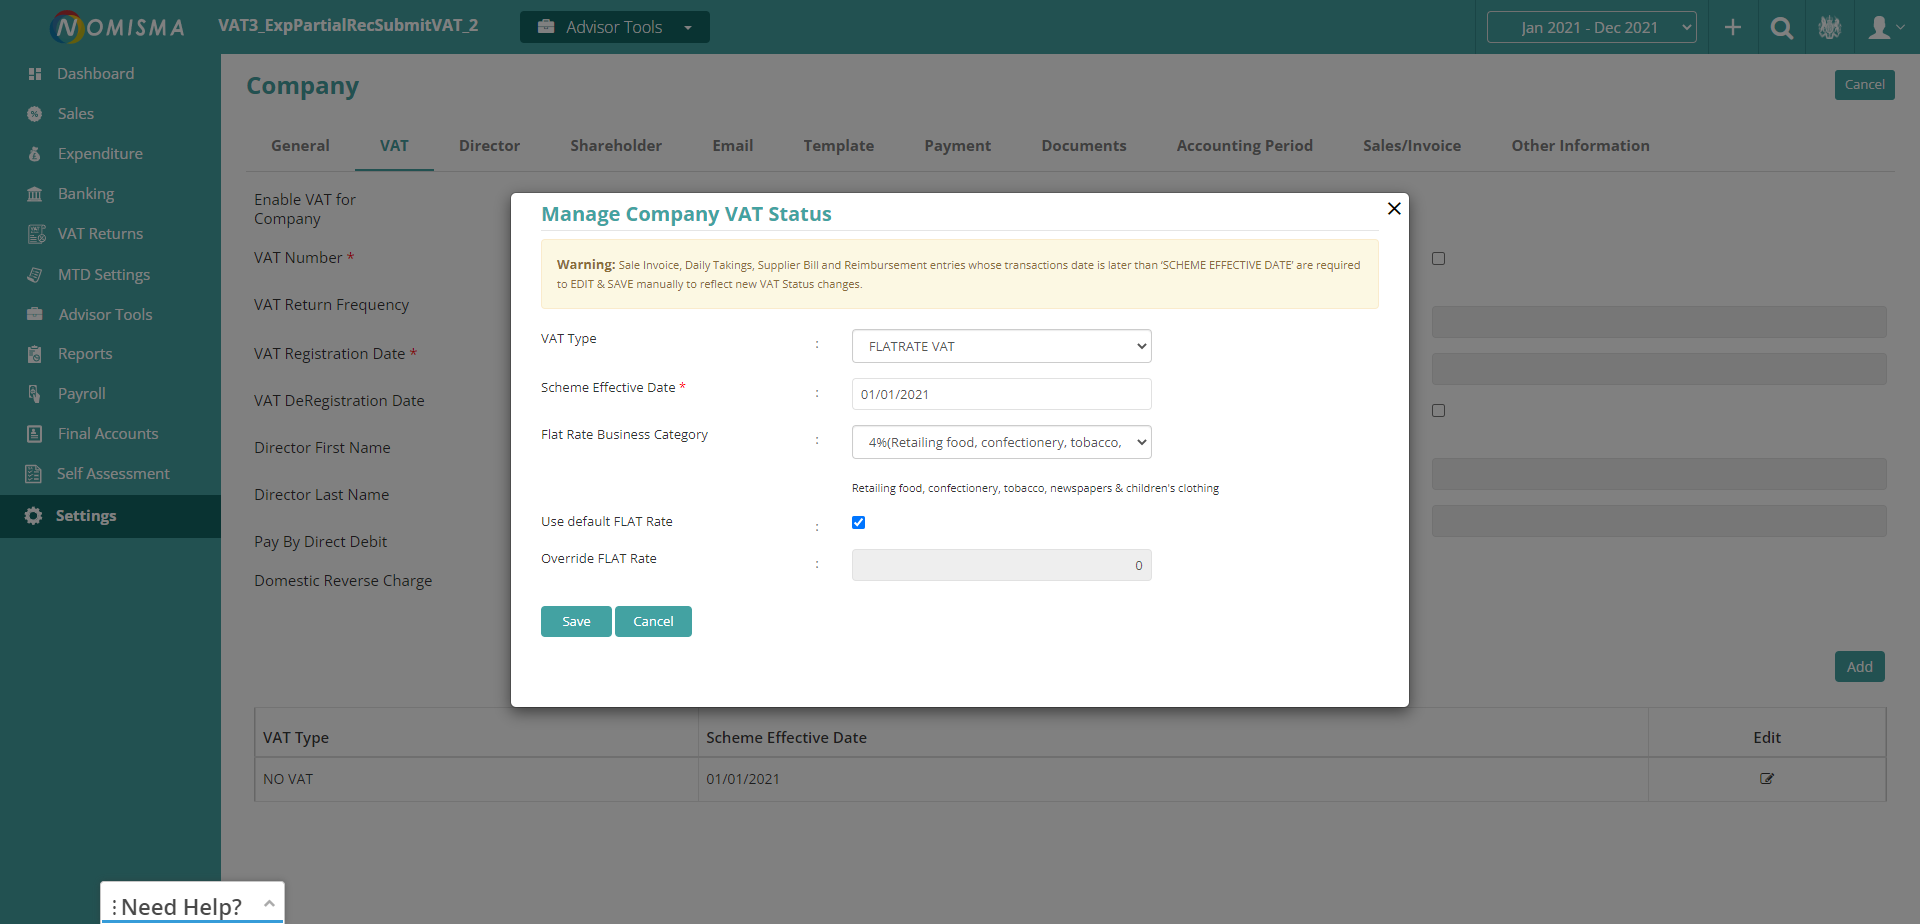 NOMISMA
VAT3_ExpPartialRecSubmitVAT_2
Advisor Tools
Jan 2021 - Dec 2021
Dashboard
Sales
Expenditure
Banking
VAT Returns
MTD Settings
Advisor Tools
Reports
Payroll
Final Accounts
Self Assessment
Settings
Company
Cancel
General VAT Director Shareholder Email Template Payment Documents Accounting Period Sales/Invoice Other Information
Enable VAT for
Company
VAT Number *
VAT Return Frequency
VAT Registration Date *
VAT DeRegistration Date
Director First Name
Director Last Name
Pay By Direct Debit
Domestic Reverse Charge
Manage Company VAT Status
Warning: Sale Invoice, Daily Takings, Supplier Bill and Reimbursement entries whose transactions date is later than 'SCHEME EFFECTIVE DATE' are required
to EDIT & SAVE manually to reflect new VAT Status changes.
VAT Type : FLATRATE VAT
Scheme Effective Date * : 01/01/2021
Flat Rate Business Category : 4%(Retailing food, confectionery, tobacco,
Retailing food, confectionery, tobacco, newspapers & children's clothing
Use default FLAT Rate :
Override FLAT Rate : 0
Save Cancel
Add
VAT Type Scheme Effective Date Edit
NO VAT 01/01/2021
Need Help?